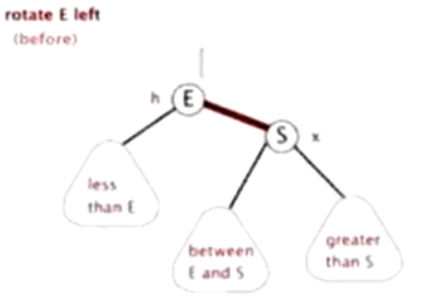 rotate E left
(before)
h
E
S
x
less
than E
between
E and S
greater
than S